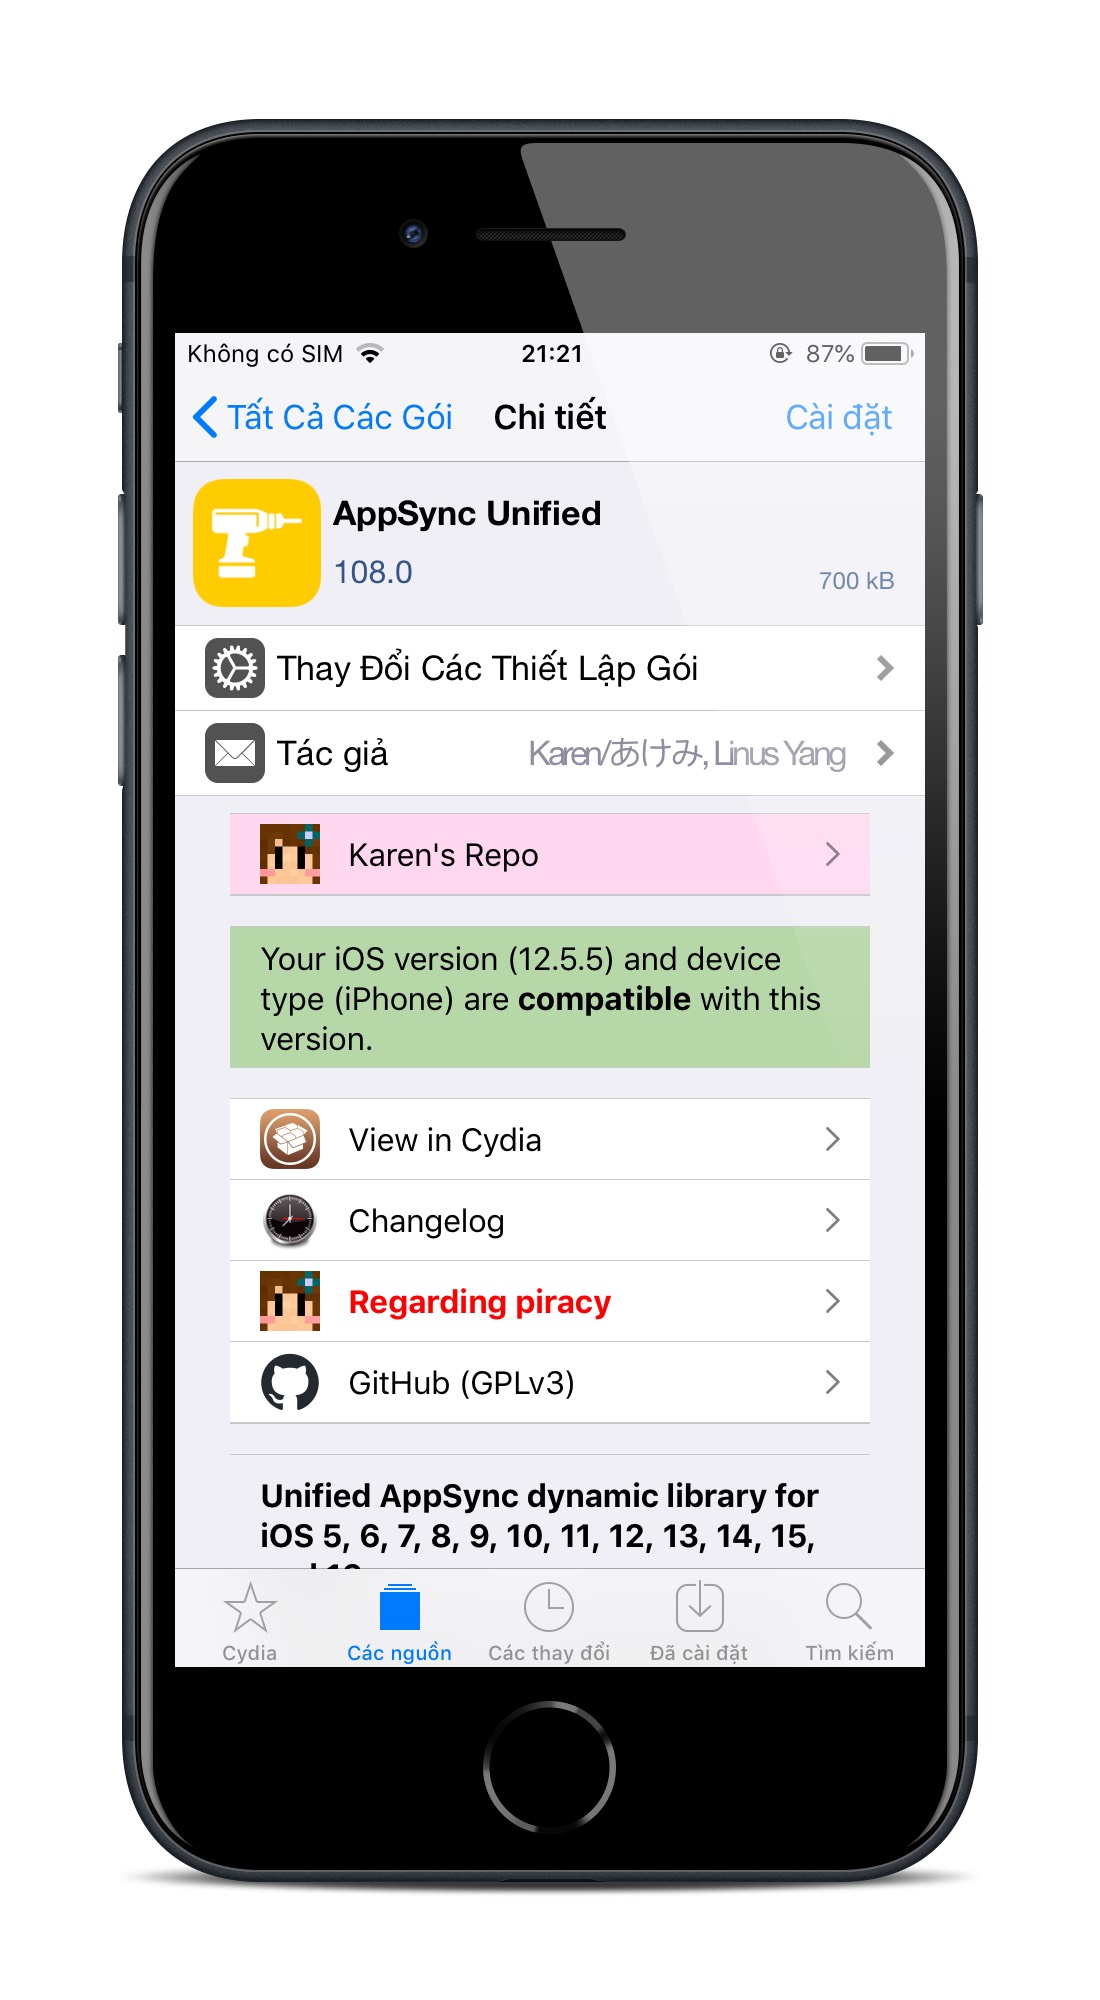 Không có SIM 21:21 87%
Tất Cả Các Gói Chi tiết Cài đặt
AppSync Unified
108.0
700 kB
Thay Đổi Các Thiết Lập Gói
Tác giả Karen/あけみ, Linus Yang
Karen's Repo
Your iOS version (12.5.5) and device
type (iPhone) are compatible with this
version.
View in Cydia
Changelog
Regarding piracy
GitHub (GPLv3)
Unified AppSync dynamic library for
iOS 5, 6, 7, 8, 9, 10, 11, 12, 13, 14, 15,
Cydia Các nguồn Các thay đổi Đã cài đặt Tìm kiếm